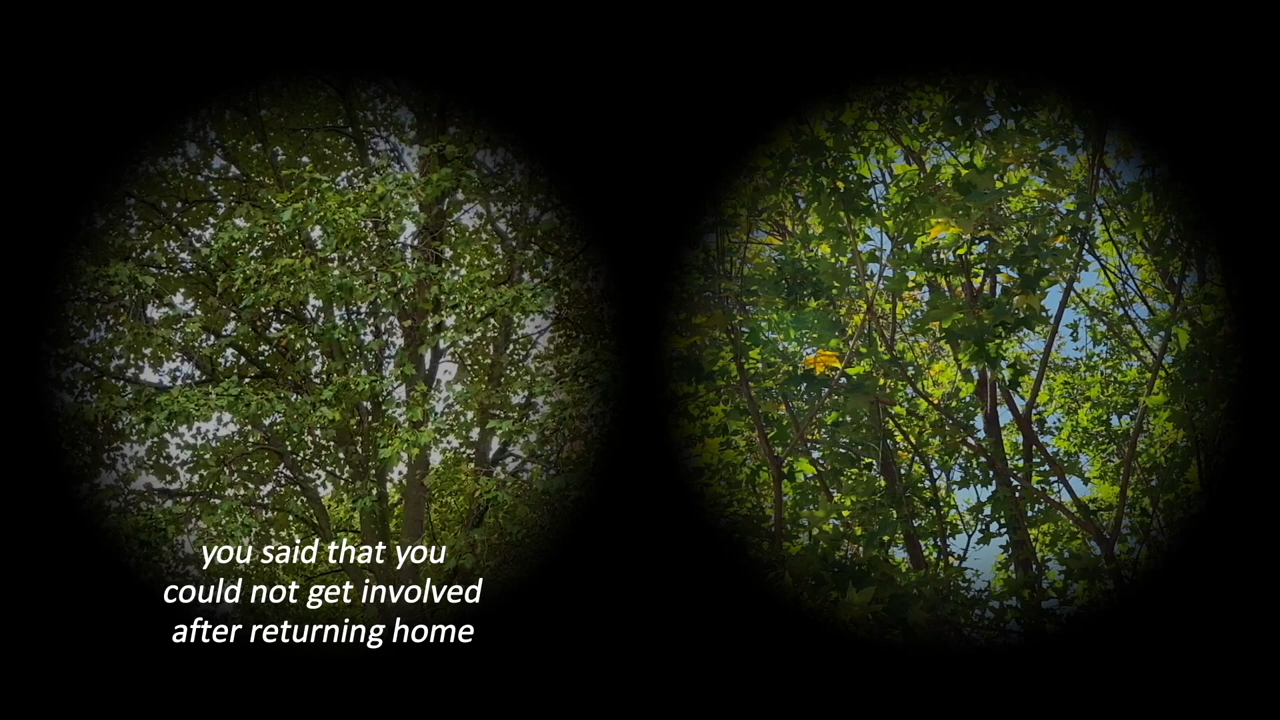 you said that you
could not get involved
after returning home